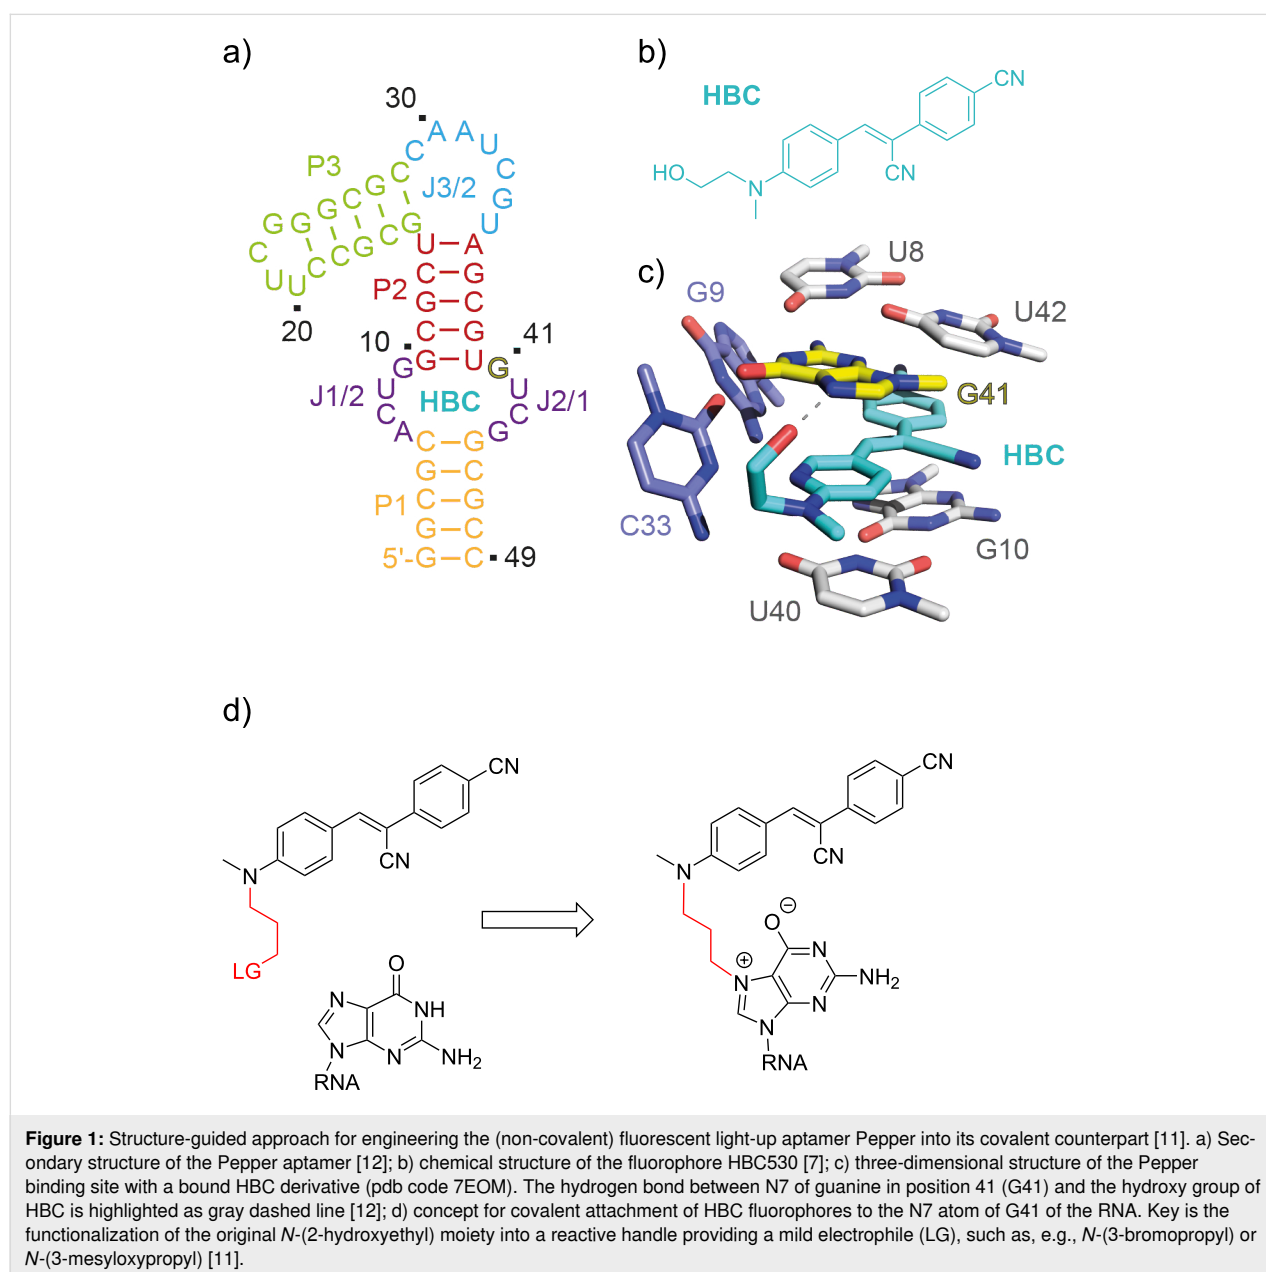 a)
30
A A U
C C
P3 C G J3/2 G
G G G C G U
C U U C C G C G U – A
20
P2 C – G
G – C
C – G
10 G G – U G 41
J1/2 U HBC U J2/1
C C
A C – G G
G – C
P1 C – G
G – C
5'-G – C 49
b)
HBC
CN
CN
HO
N
c)
U8
G9
U42
G41
HBC
C33
G10
U40
d)
CN
CN
N
LG
O
N
NH
N
N
NH2
RNA
CN
CN
N
O ⊖
⊕
N
N
NH2
N
N
RNA
Figure 1: Structure-guided approach for engineering the (non-covalent) fluorescent light-up aptamer Pepper into its covalent counterpart [11]. a) Sec-
ondary structure of the Pepper aptamer [12]; b) chemical structure of the fluorophore HBC530 [7]; c) three-dimensional structure of the Pepper
binding site with a bound HBC derivative (pdb code 7EOM). The hydrogen bond between N7 of guanine in position 41 (G41) and the hydroxy group of
HBC is highlighted as gray dashed line [12]; d) concept for covalent attachment of HBC fluorophores to the N7 atom of G41 of the RNA. Key is the
functionalization of the original N-(2-hydroxyethyl) moiety into a reactive handle providing a mild electrophile (LG), such as, e.g., N-(3-bromopropyl) or
N-(3-mesyloxypropyl) [11].